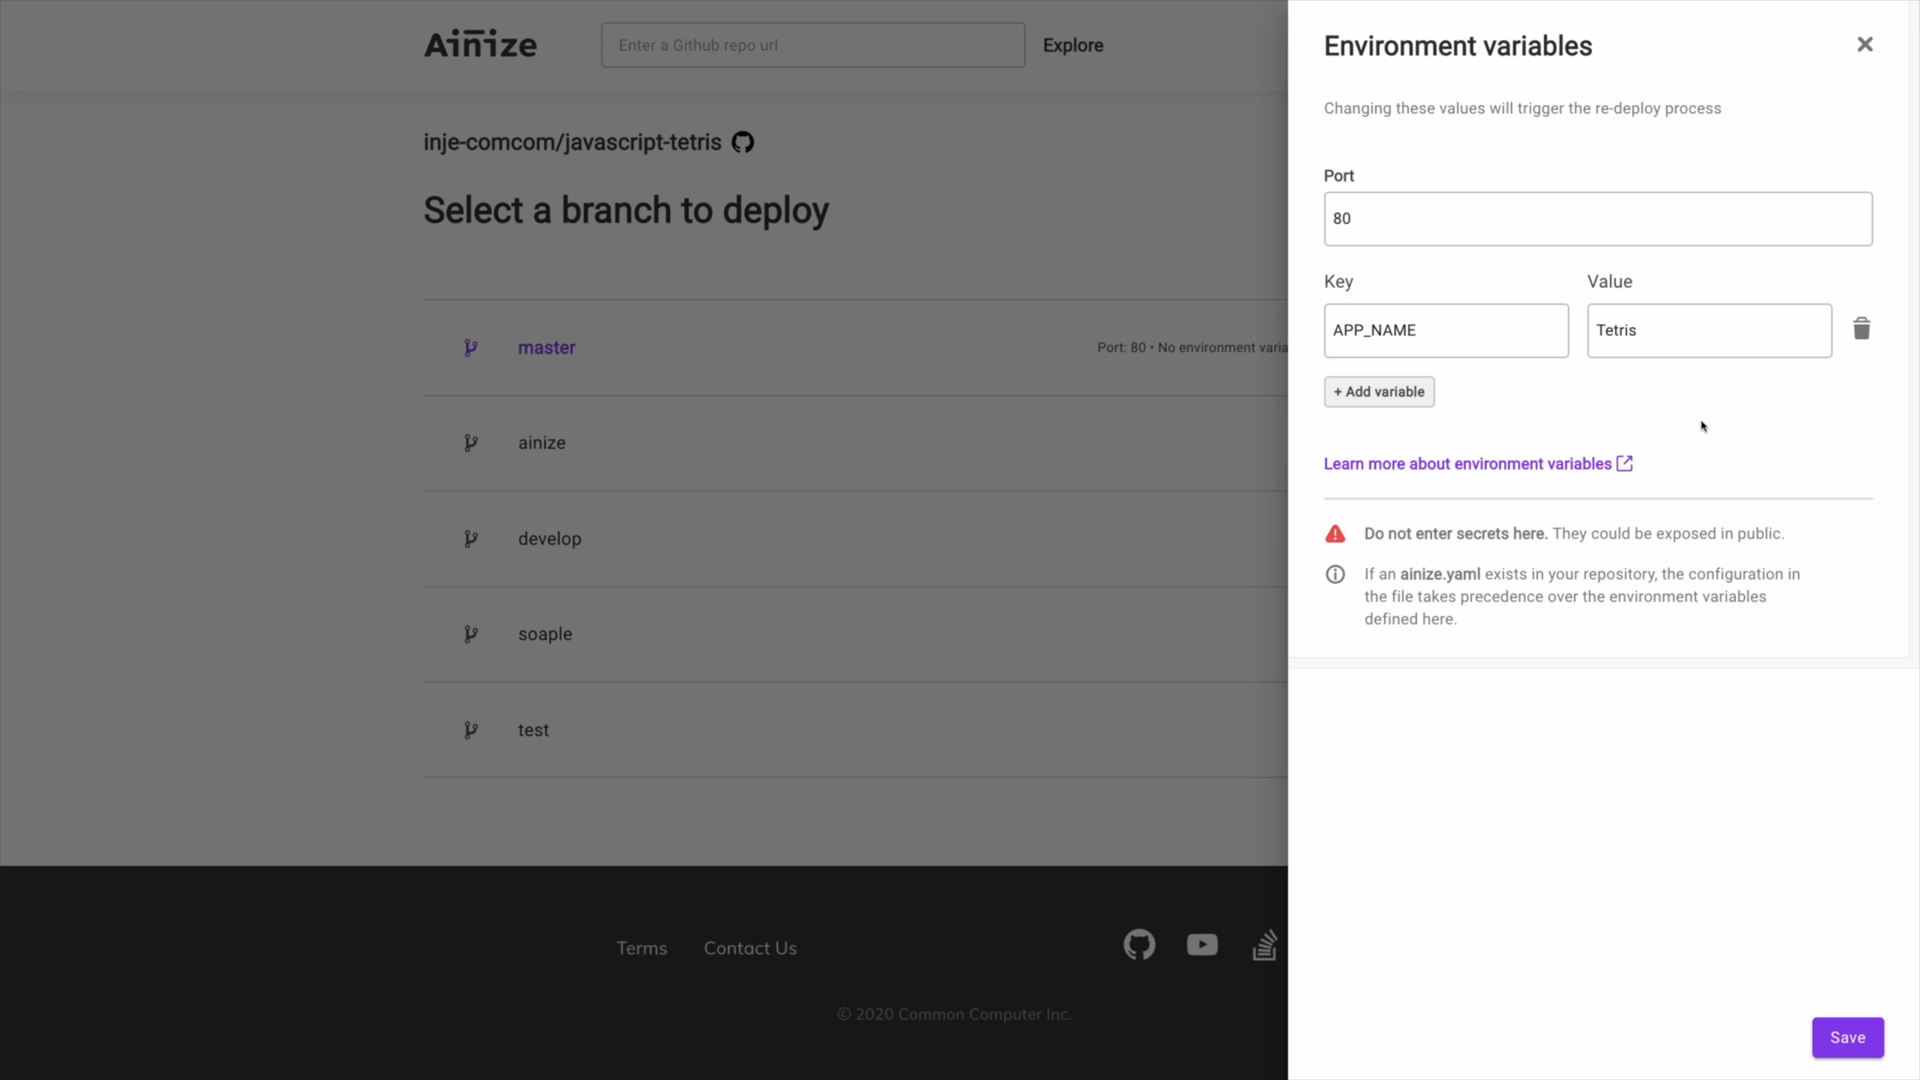 Ainize
Enter a Github repo url
Explore
inje-comcom/javascript-tetris
Select a branch to deploy
master
Port: 80 • No environment varia
ainize
develop
soaple
test
Terms
Contact Us
© 2020 Common Computer Inc.
Environment variables
Changing these values will trigger the re-deploy process
Port
80
Key
Value
APP_NAME
Tetris
+ Add variable
Learn more about environment variables
Do not enter secrets here. They could be exposed in public.
If an ainize.yaml exists in your repository, the configuration in
the file takes precedence over the environment variables
defined here.
Save